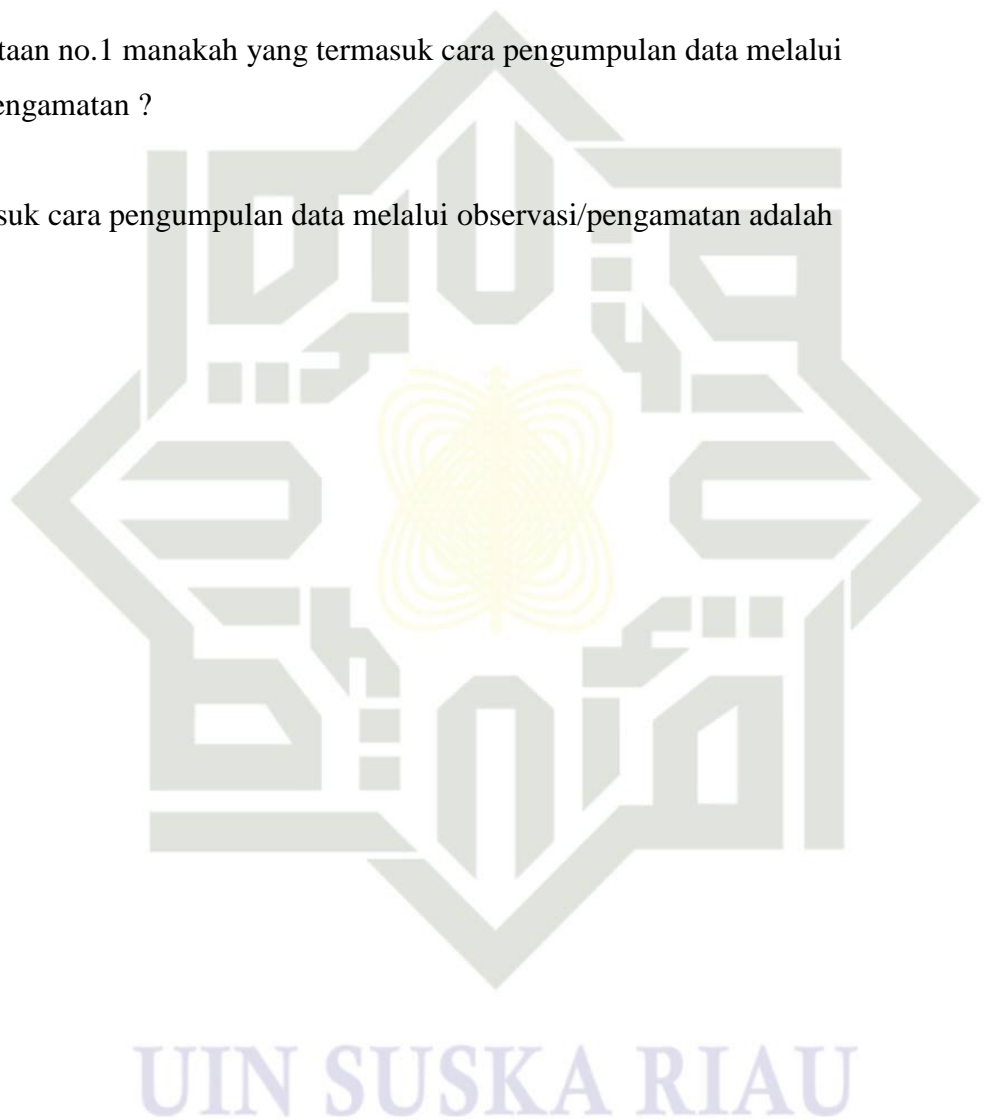 taan no.1 manakah yang termasuk cara pengumpulan data melalui
engamatan ?
suk cara pengumpulan data melalui observasi/pengamatan adalah
UIN SUSKA RIAU